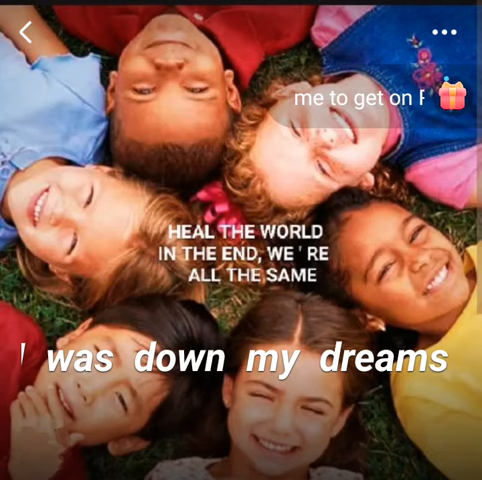 me to get on
HEAL THE WORLD
IN THE END, WE ' RE
ALL THE SAME
I was down my dreams